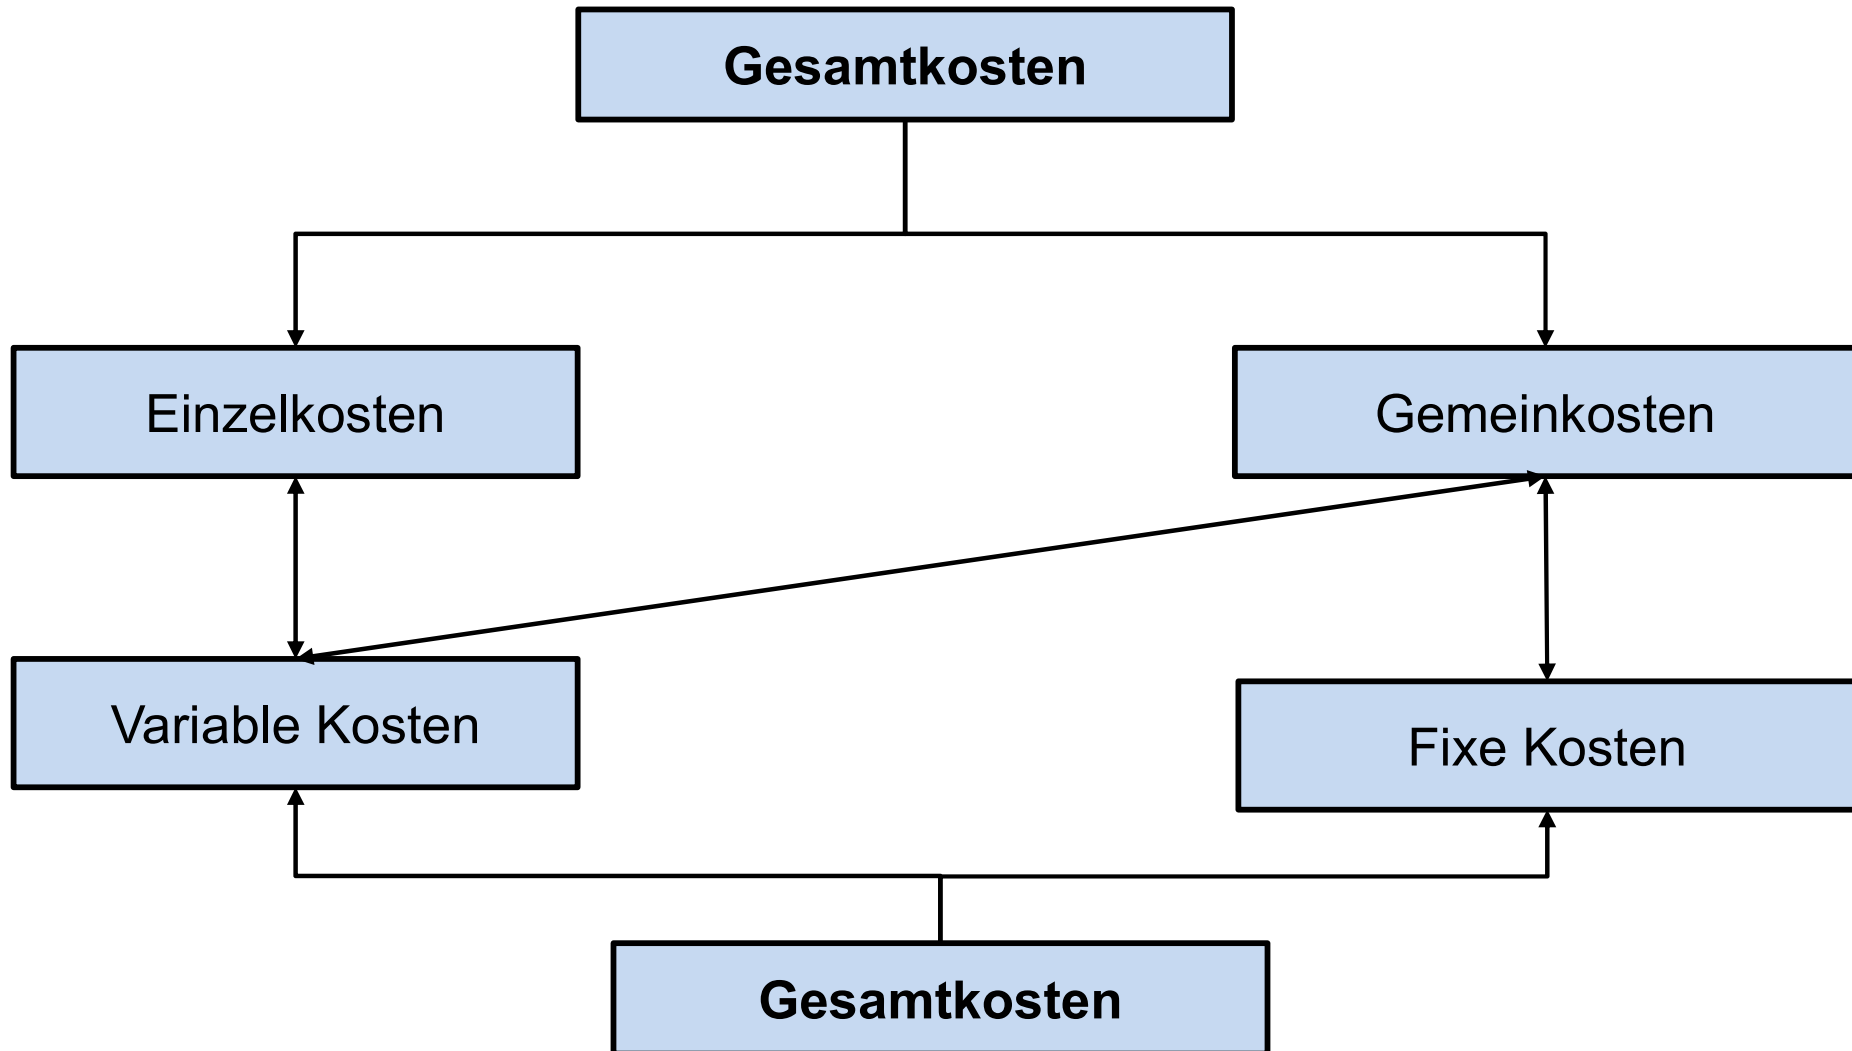 Gesamtkosten
Einzelkosten
Gemeinkosten
Variable Kosten
Fixe Kosten
Gesamtkosten